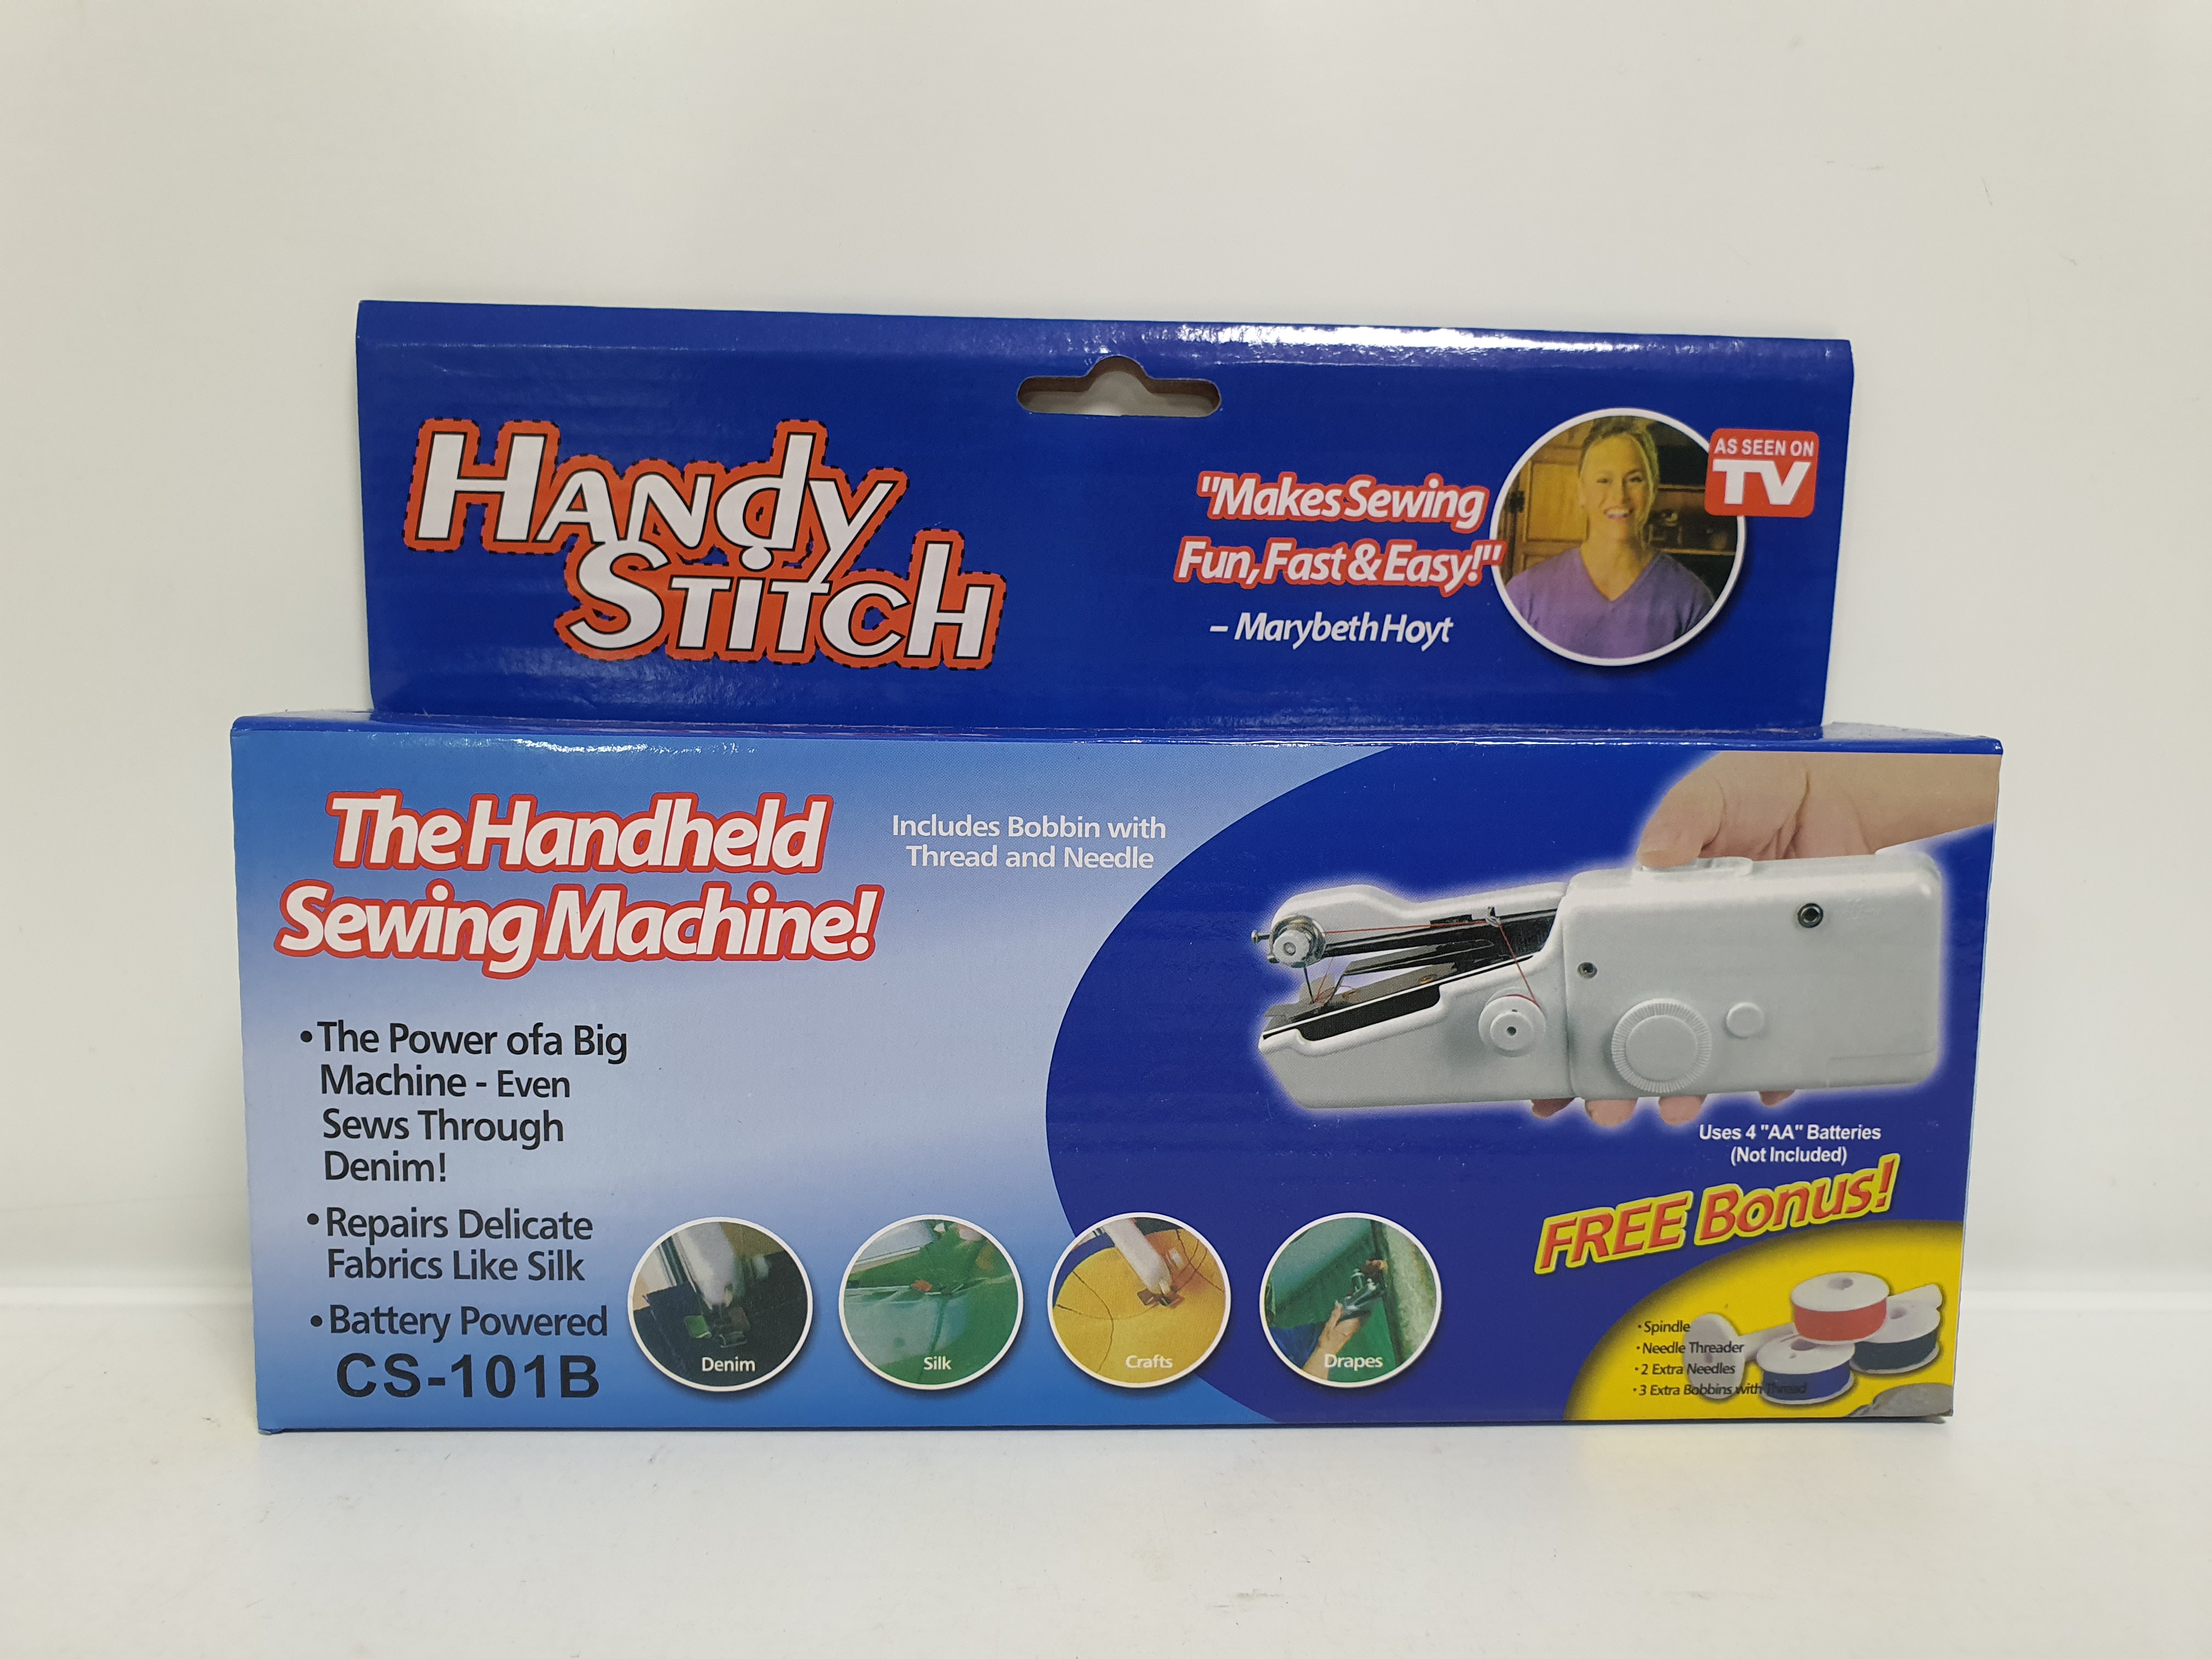 HANdy
STITCH
"Makes Sewing
Fun, Fast & Easy!"
– Marybeth Hoyt
AS SEEN ON
TV
The Handheld
Sewing Machine!
Includes Bobbin with
Thread and Needle
•The Power ofa Big
Machine - Even
Sews Through
Denim!
•Repairs Delicate
Fabrics Like Silk
•Battery Powered
CS-101B
Denim
Silk
Crafts
Drapes
Uses 4 "AA" Batteries
(Not Included)
FREE Bonus!
•Spindle
•Needle Threader
•2 Extra Needles
•3 Extra Bobbins with Thread